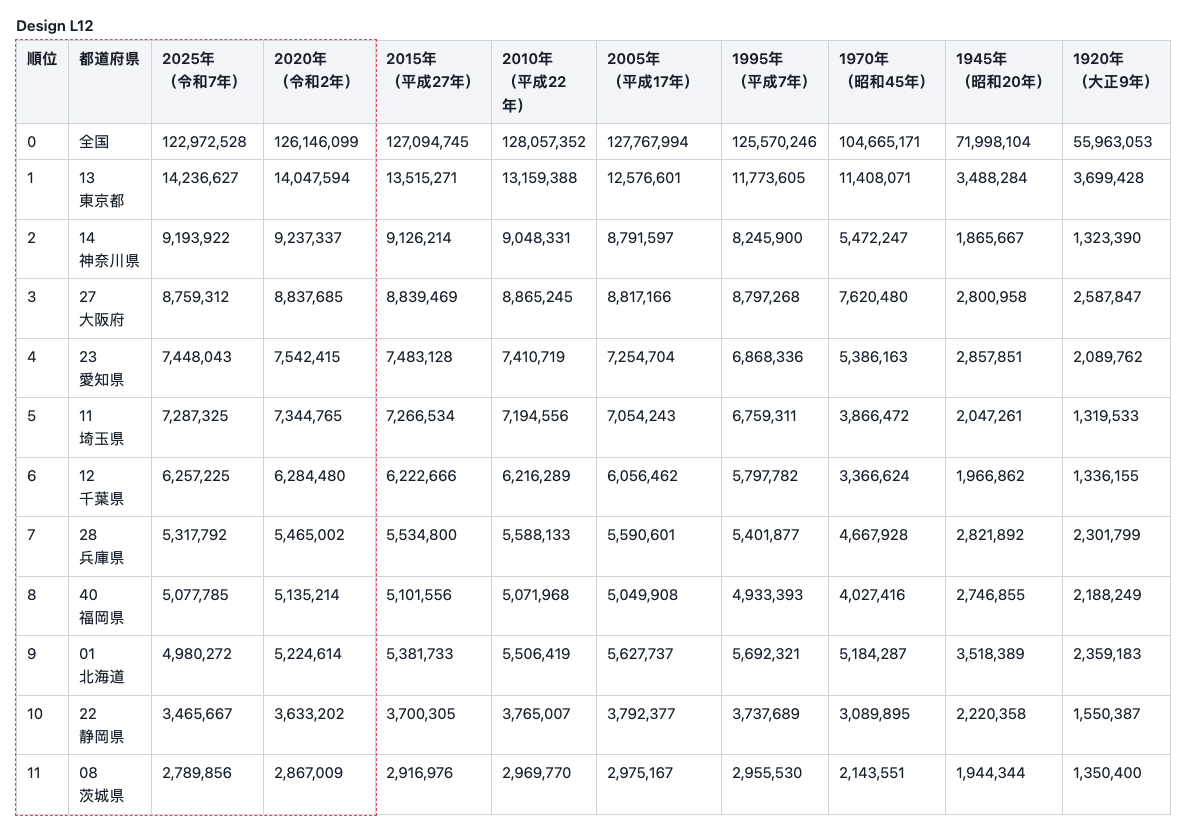 Design L12
順位 都道府県 2025年 2020年 2015年 2010年 2005年 1995年 1970年 1945年 1920年
（令和7年） （令和2年） （平成27年） （平成22 （平成17年） （平成7年） （昭和45年） （昭和20年） （大正9年）
年）
0 全国 122,972,528 126,146,099 127,094,745 128,057,352 127,767,994 125,570,246 104,665,171 71,998,104 55,963,053
1 13 14,236,627 14,047,594 13,515,271 13,159,388 12,576,601 11,773,605 11,408,071 3,488,284 3,699,428
東京都
2 14 9,193,922 9,237,337 9,126,214 9,048,331 8,791,597 8,245,900 5,472,247 1,865,667 1,323,390
神奈川県
3 27 8,759,312 8,837,685 8,839,469 8,865,245 8,817,166 8,797,268 7,620,480 2,800,958 2,587,847
大阪府
4 23 7,448,043 7,542,415 7,483,128 7,410,719 7,254,704 6,868,336 5,386,163 2,857,851 2,089,762
愛知県
5 11 7,287,325 7,344,765 7,266,534 7,194,556 7,054,243 6,759,311 3,866,472 2,047,261 1,319,533
埼玉県
6 12 6,257,225 6,284,480 6,222,666 6,216,289 6,056,462 5,797,782 3,366,624 1,966,862 1,336,155
千葉県
7 28 5,317,792 5,465,002 5,534,800 5,588,133 5,590,601 5,401,877 4,667,928 2,821,892 2,301,799
兵庫県
8 40 5,077,785 5,135,214 5,101,556 5,071,968 5,049,908 4,933,393 4,027,416 2,746,855 2,188,249
福岡県
9 01 4,980,272 5,224,614 5,381,733 5,506,419 5,627,737 5,692,321 5,184,287 3,518,389 2,359,183
北海道
10 22 3,465,667 3,633,202 3,700,305 3,765,007 3,792,377 3,737,689 3,089,895 2,220,358 1,550,387
静岡県
11 08 2,789,856 2,867,009 2,916,976 2,969,770 2,975,167 2,955,530 2,143,551 1,944,344 1,350,400
茨城県